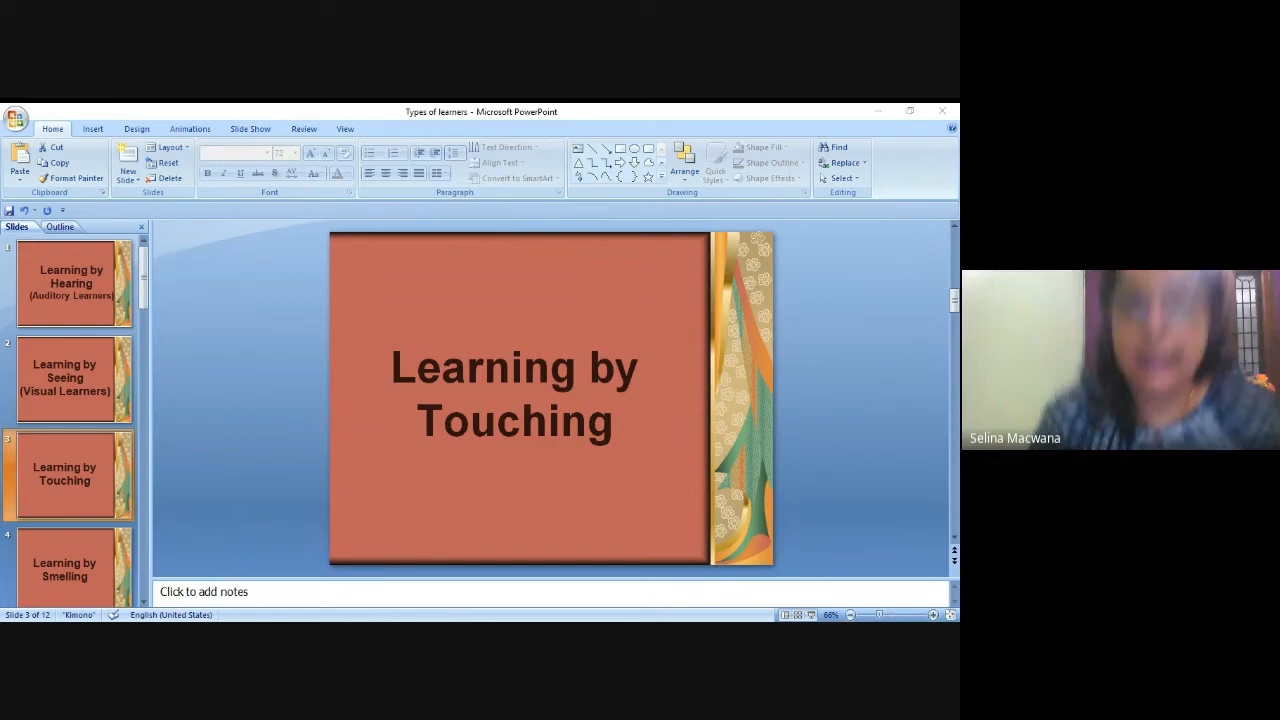 Types of learners - Microsoft PowerPoint
Home Insert Design Animations Slide Show Review View
Paste
Cut
Copy
Format Painter
Clipboard
New Slide
Layout
Reset
Delete
Slides
72
B I U abc S AV Aa A
Font
Text Direction
Align Text
Convert to SmartArt
Paragraph
Arrange
Quick Styles
Shape Fill
Shape Outline
Shape Effects
Drawing
Find
Replace
Select
Editing
Slides Outline
1
Learning by
Hearing
(Auditory Learners)
2
Learning by
Seeing
(Visual Learners)
3
Learning by
Touching
4
Learning by
Smelling
Learning by
Touching
Click to add notes
Slide 3 of 12 "Kimono" English (United States) 66%
Selina Macwana